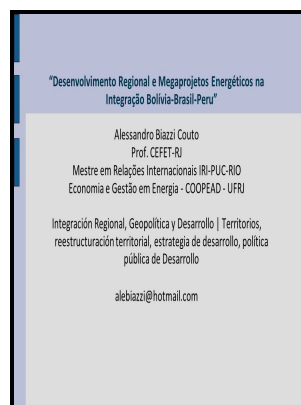 “Desenvolvimento Regional e Megaprojetos Energéticos na
Integração Bolívia-Brasil-Peru”
Alessandro Biazzi Couto
Prof. CEFET-RJ
Mestre em Relações Internacionais IRI-PUC-RIO
Economia e Gestão em Energia - COOPEAD - UFRJ
Integración Regional, Geopolítica y Desarrollo | Territorios,
reestructuración territorial, estrategia de desarrollo, política
pública de Desarrollo
alebiazzi@hotmail.com